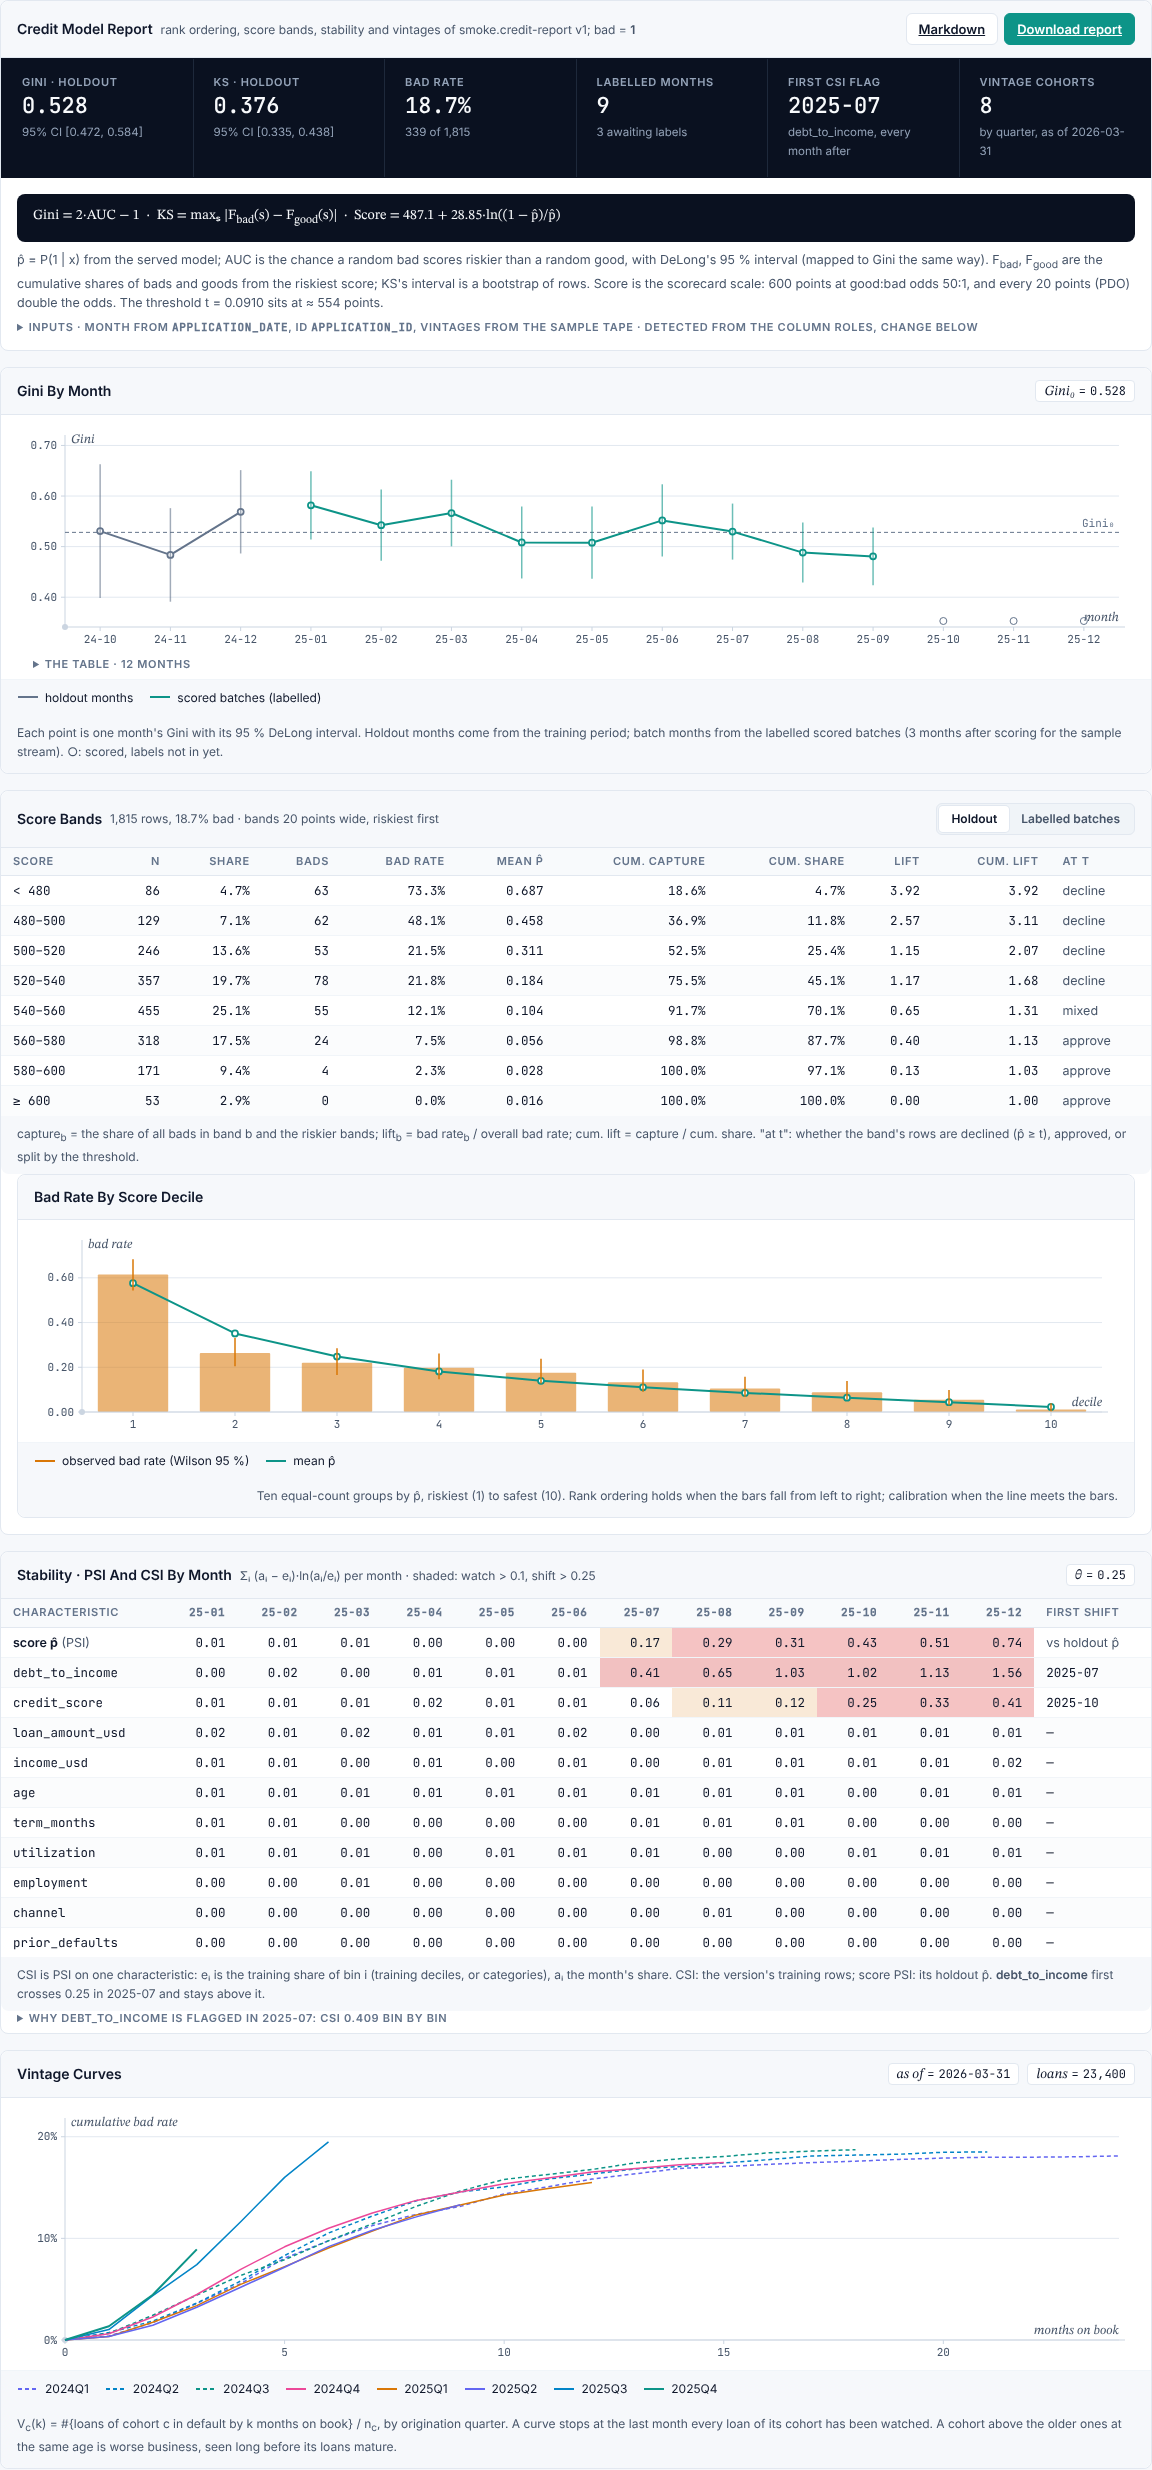 Credit Model Report rank ordering, score bands, stability and vintages of smoke.credit-report v1; bad = 1
Markdown Download report
GINI · HOLDOUT KS · HOLDOUT BAD RATE LABELLED MONTHS FIRST CSI FLAG VINTAGE COHORTS
0.528 0.376 18.7% 9 2025-07 8
95% CI [0.472, 0.584] 95% CI [0.335, 0.438] 339 of 1,815 3 awaiting labels debt_to_income, every by quarter, as of 2026-03-
month after 31
Gini = 2·AUC − 1 · KS = maxₛ |Fbad(s) − Fgood(s)| · Score = 487.1 + 28.85·ln((1 − p̂)/p̂)
p̂ = P(1 | x) from the served model; AUC is the chance a random bad scores riskier than a random good, with DeLong's 95 % interval (mapped to Gini the same way). Fbad, Fgood are the
cumulative shares of bads and goods from the riskiest score; KS's interval is a bootstrap of rows. Score is the scorecard scale: 600 points at good:bad odds 50:1, and every 20 points (PDO)
double the odds. The threshold t = 0.0910 sits at ≈ 554 points.
▸ INPUTS · MONTH FROM APPLICATION_DATE, ID APPLICATION_ID, VINTAGES FROM THE SAMPLE TAPE · DETECTED FROM THE COLUMN ROLES, CHANGE BELOW
Gini By Month Gini₀ = 0.528
Gini
0.70
0.60
Gini₀
0.50
0.40
month
24-10 24-11 24-12 25-01 25-02 25-03 25-04 25-05 25-06 25-07 25-08 25-09 25-10 25-11 25-12
▸ THE TABLE · 12 MONTHS
holdout months scored batches (labelled)
Each point is one month's Gini with its 95 % DeLong interval. Holdout months come from the training period; batch months from the labelled scored batches (3 months after scoring for the sample
stream). ○: scored, labels not in yet.
Score Bands 1,815 rows, 18.7% bad · bands 20 points wide, riskiest first Holdout Labelled batches
SCORE N SHARE BADS BAD RATE MEAN P̂ CUM. CAPTURE CUM. SHARE LIFT CUM. LIFT AT T
< 480 86 4.7% 63 73.3% 0.687 18.6% 4.7% 3.92 3.92 decline
480–500 129 7.1% 62 48.1% 0.458 36.9% 11.8% 2.57 3.11 decline
500–520 246 13.6% 53 21.5% 0.311 52.5% 25.4% 1.15 2.07 decline
520–540 357 19.7% 78 21.8% 0.184 75.5% 45.1% 1.17 1.68 decline
540–560 455 25.1% 55 12.1% 0.104 91.7% 70.1% 0.65 1.31 mixed
560–580 318 17.5% 24 7.5% 0.056 98.8% 87.7% 0.40 1.13 approve
580–600 171 9.4% 4 2.3% 0.028 100.0% 97.1% 0.13 1.03 approve
≥ 600 53 2.9% 0 0.0% 0.016 100.0% 100.0% 0.00 1.00 approve
captureb = the share of all bads in band b and the riskier bands; liftb = bad rateb / overall bad rate; cum. lift = capture / cum. share. "at t": whether the band's rows are declined (p̂ ≥ t), approved, or
split by the threshold.
Bad Rate By Score Decile
bad rate
0.60
0.40
0.20
0.00
decile
1 2 3 4 5 6 7 8 9 10
observed bad rate (Wilson 95 %) mean p̂
Ten equal-count groups by p̂, riskiest (1) to safest (10). Rank ordering holds when the bars fall from left to right; calibration when the line meets the bars.
Stability · PSI And CSI By Month Σᵢ (aᵢ − eᵢ)·ln(aᵢ/eᵢ) per month · shaded: watch > 0.1, shift > 0.25 θ = 0.25
CHARACTERISTIC 25-01 25-02 25-03 25-04 25-05 25-06 25-07 25-08 25-09 25-10 25-11 25-12 FIRST SHIFT
score p̂ (PSI) 0.01 0.01 0.01 0.00 0.00 0.00 0.17 0.29 0.31 0.43 0.51 0.74 vs holdout p̂
debt_to_income 0.00 0.02 0.00 0.01 0.01 0.01 0.41 0.65 1.03 1.02 1.13 1.56 2025-07
credit_score 0.01 0.01 0.01 0.02 0.01 0.01 0.06 0.11 0.12 0.25 0.33 0.41 2025-10
loan_amount_usd 0.02 0.01 0.02 0.01 0.01 0.02 0.00 0.01 0.01 0.01 0.01 0.01 —
income_usd 0.01 0.01 0.00 0.01 0.00 0.01 0.00 0.01 0.01 0.01 0.01 0.02 —
age 0.01 0.01 0.01 0.01 0.01 0.01 0.01 0.01 0.01 0.00 0.01 0.01 —
term_months 0.01 0.01 0.00 0.00 0.00 0.00 0.01 0.01 0.01 0.00 0.00 0.00 —
utilization 0.01 0.01 0.01 0.00 0.01 0.01 0.01 0.00 0.00 0.01 0.01 0.01 —
employment 0.00 0.00 0.01 0.00 0.00 0.00 0.00 0.00 0.00 0.00 0.00 0.00 —
channel 0.00 0.00 0.00 0.00 0.00 0.00 0.00 0.01 0.00 0.00 0.00 0.00 —
prior_defaults 0.00 0.00 0.00 0.00 0.00 0.00 0.00 0.00 0.00 0.00 0.00 0.00 —
CSI is PSI on one characteristic: eᵢ is the training share of bin i (training deciles, or categories), aᵢ the month's share. CSI: the version's training rows; score PSI: its holdout p̂. debt_to_income first
crosses 0.25 in 2025-07 and stays above it.
▸ WHY DEBT_TO_INCOME IS FLAGGED IN 2025-07: CSI 0.409 BIN BY BIN
Vintage Curves as of = 2026-03-31 loans = 23,400
cumulative bad rate
20%
10%
0%
months on book
0 5 10 15 20
2024Q1 2024Q2 2024Q3 2024Q4 2025Q1 2025Q2 2025Q3 2025Q4
Vc(k) = #{loans of cohort c in default by k months on book} / nc, by origination quarter. A curve stops at the last month every loan of its cohort has been watched. A cohort above the older ones at
the same age is worse business, seen long before its loans mature.